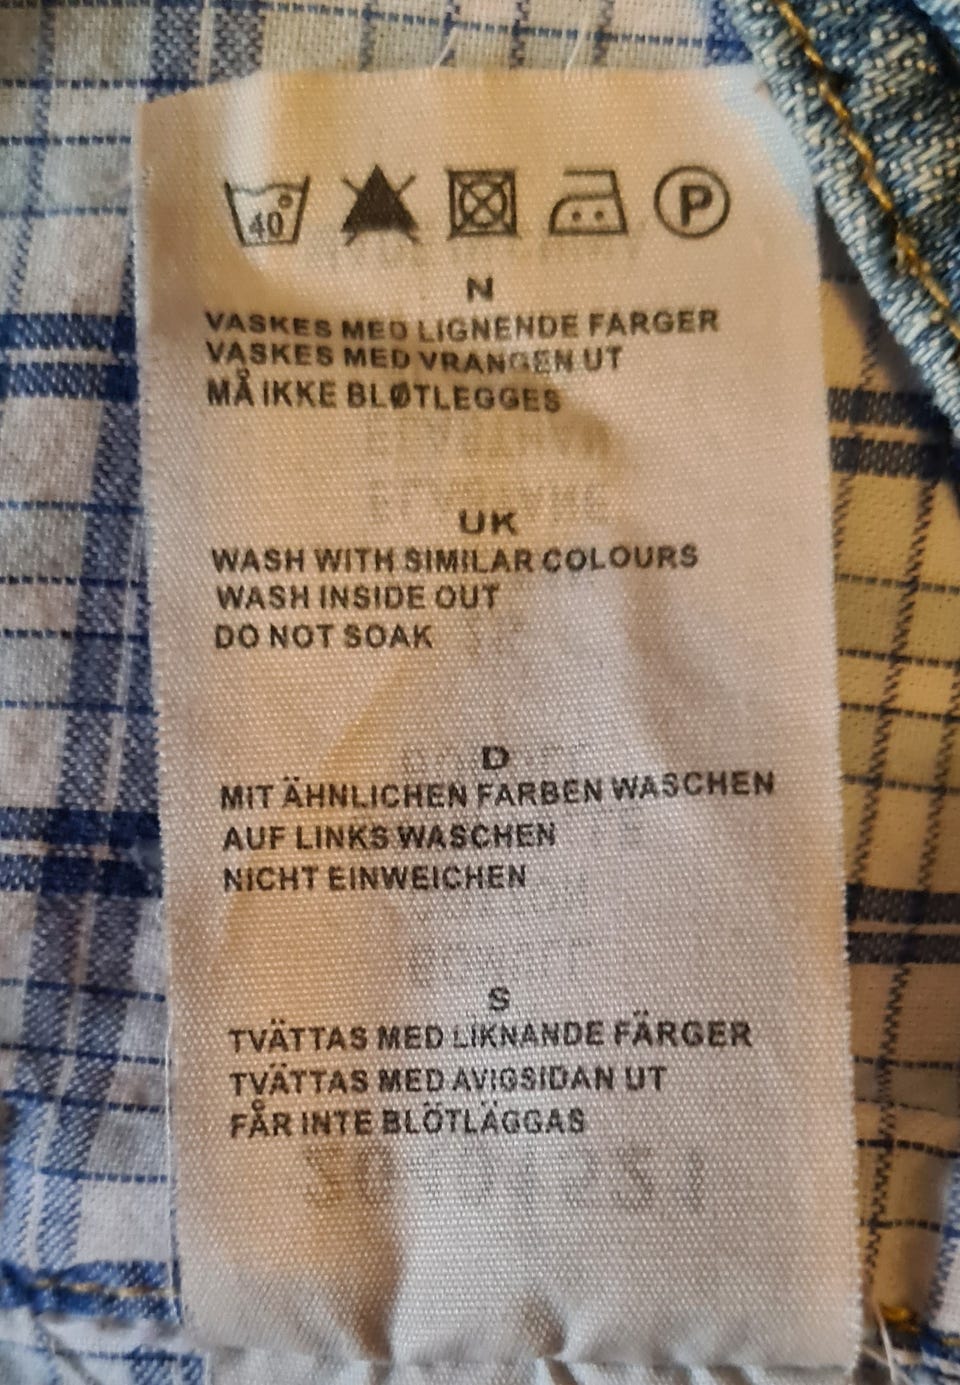 40°
P
N
VASKES MED LIGNENDE FARGER
VASKES MED VRANGEN UT
MÅ IKKE BLØTLEGGES
UK
WASH WITH SIMILAR COLOURS
WASH INSIDE OUT
DO NOT SOAK
D
MIT ÄHNLICHEN FARBEN WASCHEN
AUF LINKS WASCHEN
NICHT EINWEICHEN
S
TVÄTTAS MED LIKNANDE FÄRGER
TVÄTTAS MED AVIGSIDAN UT
FÅR INTE BLÖTLÄGGAS